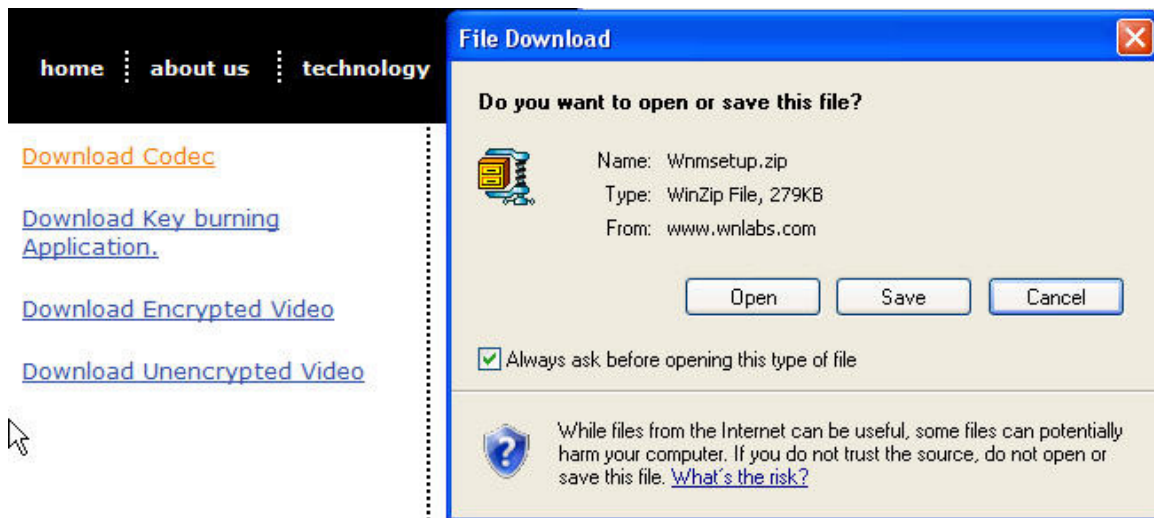 home about us technology
Download Codec
Download Key burning
Application.
Download Encrypted Video
Download Unencrypted Video
File Download
Do you want to open or save this file?
Name: Wnmsetup.zip
Type: WinZip File, 279KB
From: www.wnlabs.com
Open Save Cancel
Always ask before opening this type of file
While files from the Internet can be useful, some files can potentially
harm your computer. If you do not trust the source, do not open or
save this file. What's the risk?